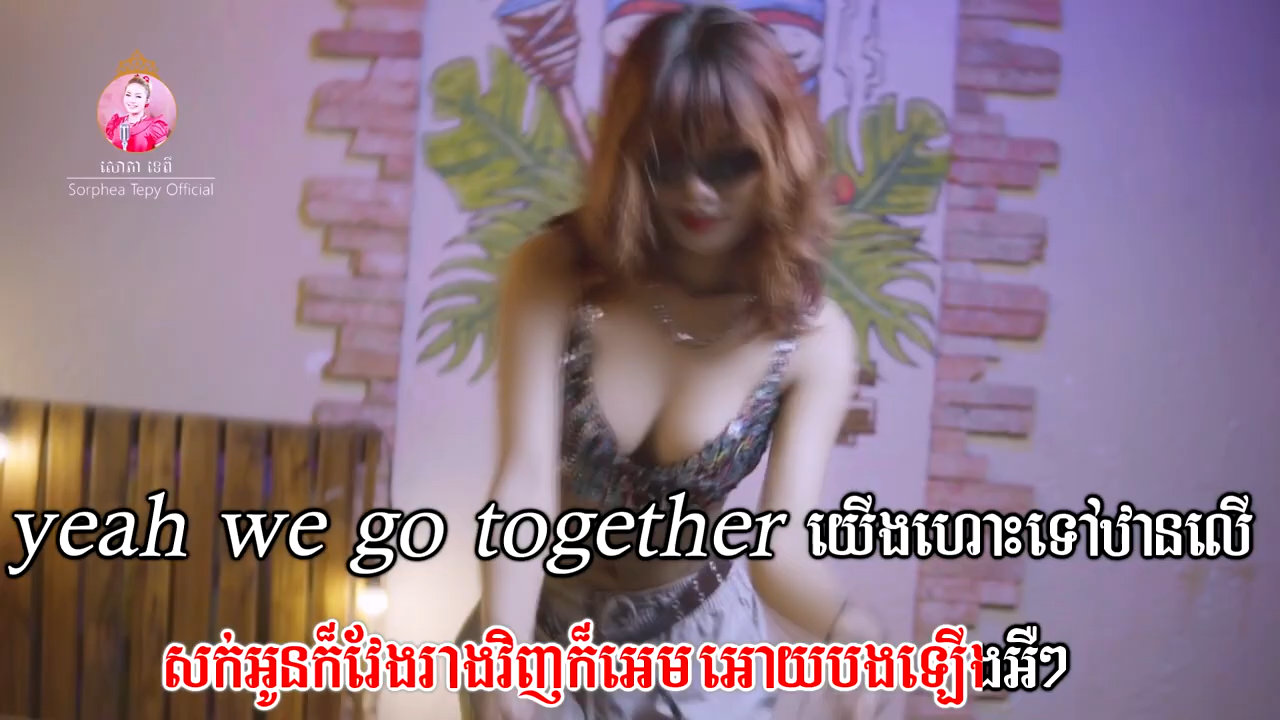 សោភា ទេពី
Sorphea Tepy Official
yeah we go together យើងហោះទៅឋានលើ
សក់អូនក៏វែងរាងវិញក៏អេម អោយបងឡើងអឺៗ